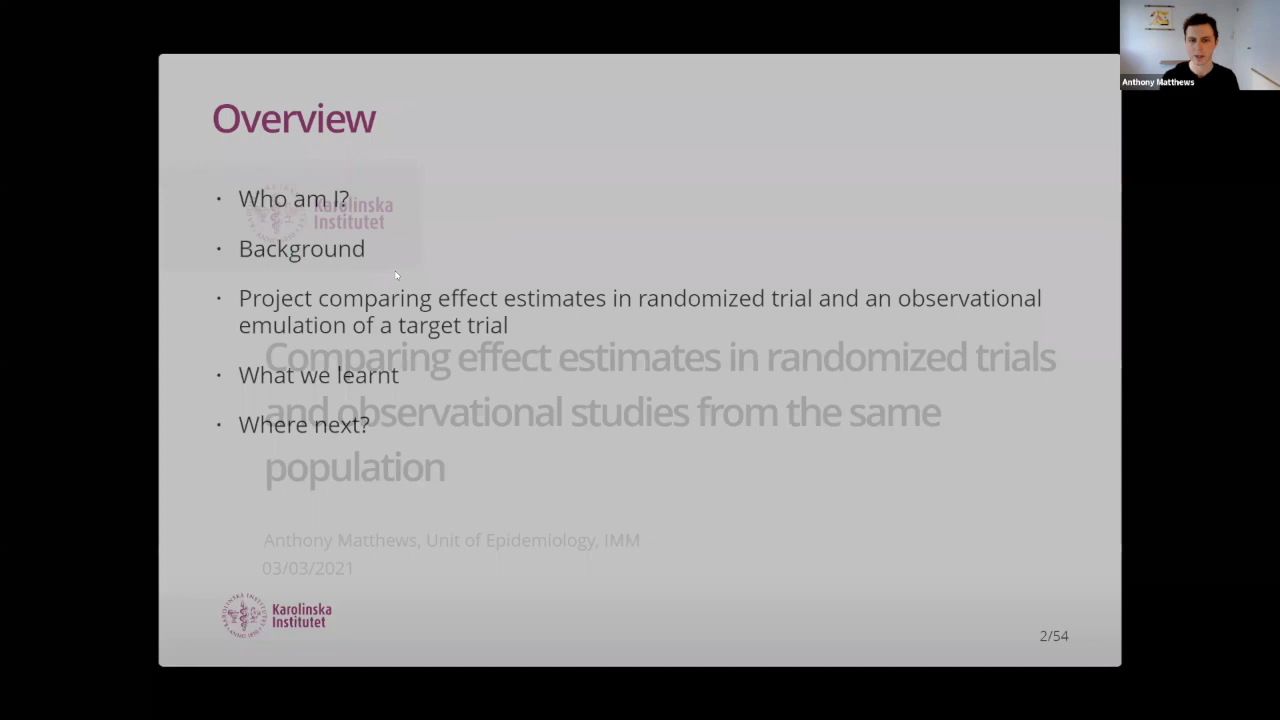 Anthony Matthews
Overview
• Who am I?
Karolinska
Institutet
• Background
• Project comparing effect estimates in randomized trial and an observational
emulation of a target trial
Comparing effect estimates in randomized trials
• What we learnt
and observational studies from the same
• Where next?
population
Anthony Matthews, Unit of Epidemiology, IMM
03/03/2021
Karolinska
Institutet
2/54